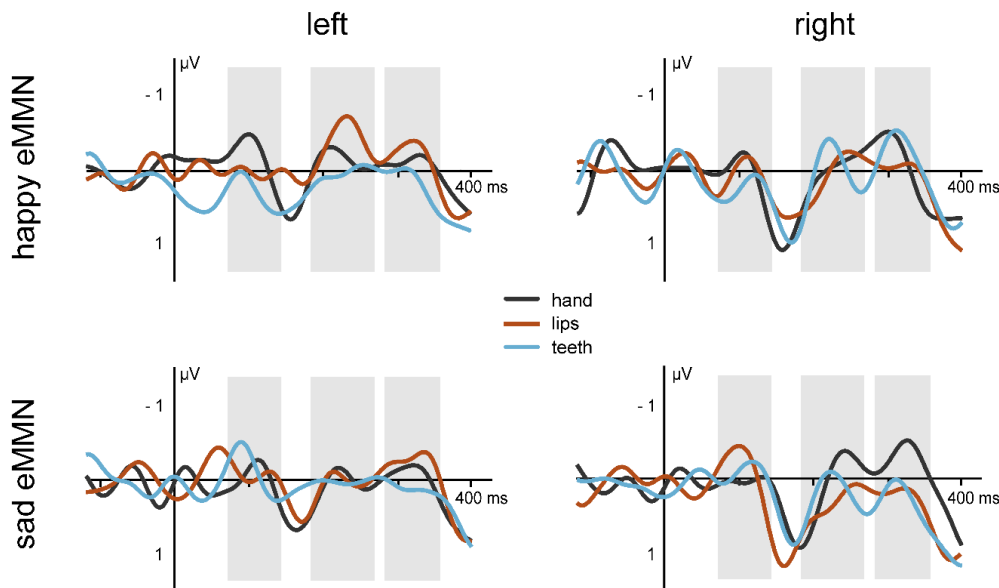 left
right
happy eMMN
µV
- 1
1
400 ms
µV
- 1
1
400 ms
hand
lips
teeth
sad eMMN
µV
- 1
1
400 ms
µV
- 1
1
400 ms